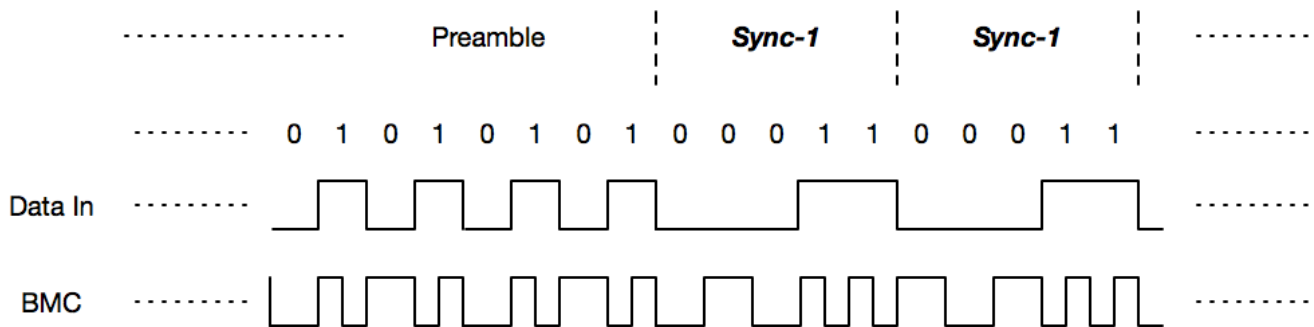 Preamble Sync-1 Sync-1
0 1 0 1 0 1 0 1 0 0 0 1 1 0 0 0 1 1
Data In
BMC